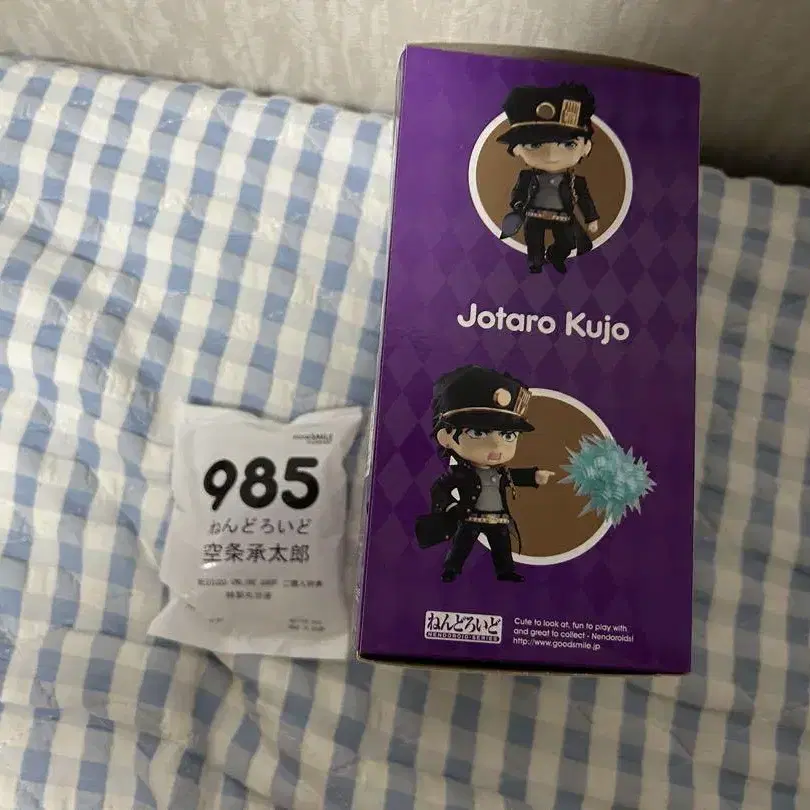 985
ねんどろいど
空条承太郎
Jotaro Kujo
ねんどろいど
NENDOROID SERIES
Cute to look at, fun to play with
and great to collect - Nendoroids!
http://www.goodsmile.jp